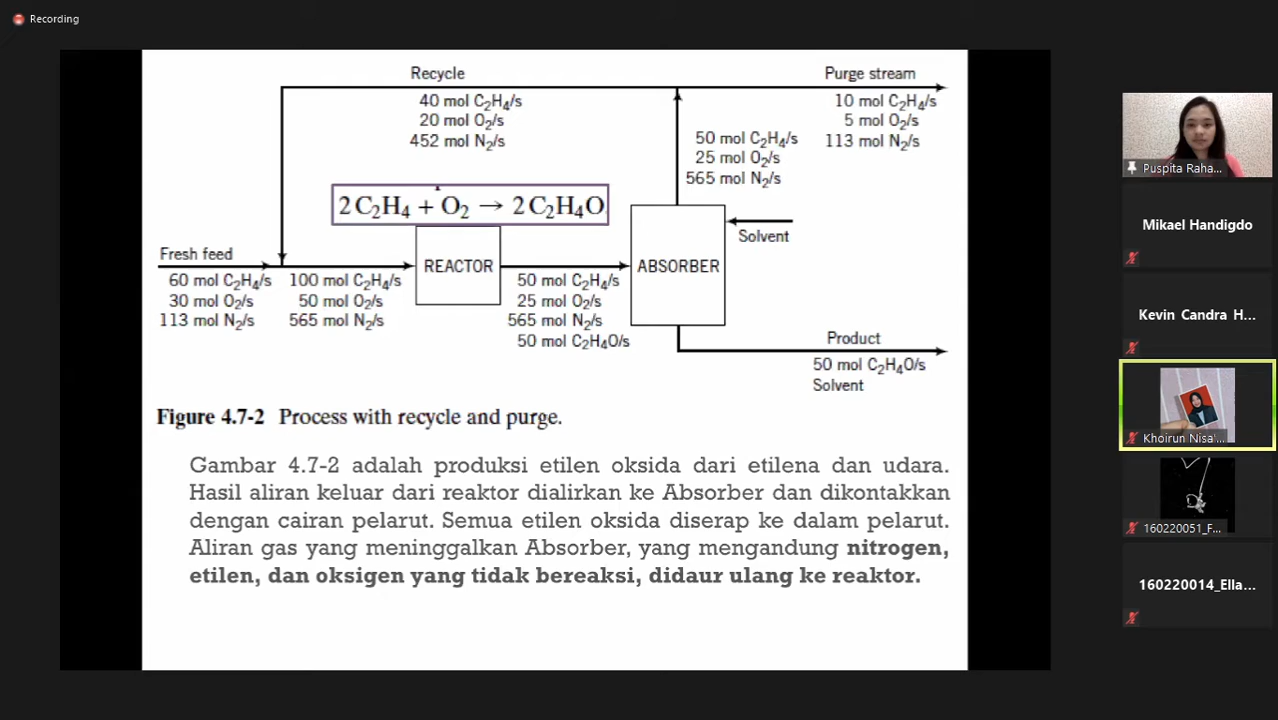 Recording
Recycle
40 mol C₂H₄/s
20 mol O₂/s
452 mol N₂/s
Purge stream
10 mol C₂H₄/s
5 mol O₂/s
113 mol N₂/s
50 mol C₂H₄/s
25 mol O₂/s
565 mol N₂/s
2 C₂H₄ + O₂ → 2 C₂H₄O.
Fresh feed
60 mol C₂H₄/s
30 mol O₂/s
113 mol N₂/s
100 mol C₂H₄/s
50 mol O₂/s
565 mol N₂/s
REACTOR
50 mol C₂H₄/s
25 mol O₂/s
565 mol N₂/s
50 mol C₂H₄O/s
ABSORBER
Solvent
Product
50 mol C₂H₄O/s
Solvent
Figure 4.7-2 Process with recycle and purge.
Gambar 4.7-2 adalah produksi etilen oksida dari etilena dan udara.
Hasil aliran keluar dari reaktor dialirkan ke Absorber dan dikontakkan
dengan cairan pelarut. Semua etilen oksida diserap ke dalam pelarut.
Aliran gas yang meninggalkan Absorber, yang mengandung nitrogen,
etilen, dan oksigen yang tidak bereaksi, didaur ulang ke reaktor.
Puspita Raha...
Mikael Handigdo
Kevin Candra H...
Khoirun Nisa'...
160220051_F...
160220014_Ella...